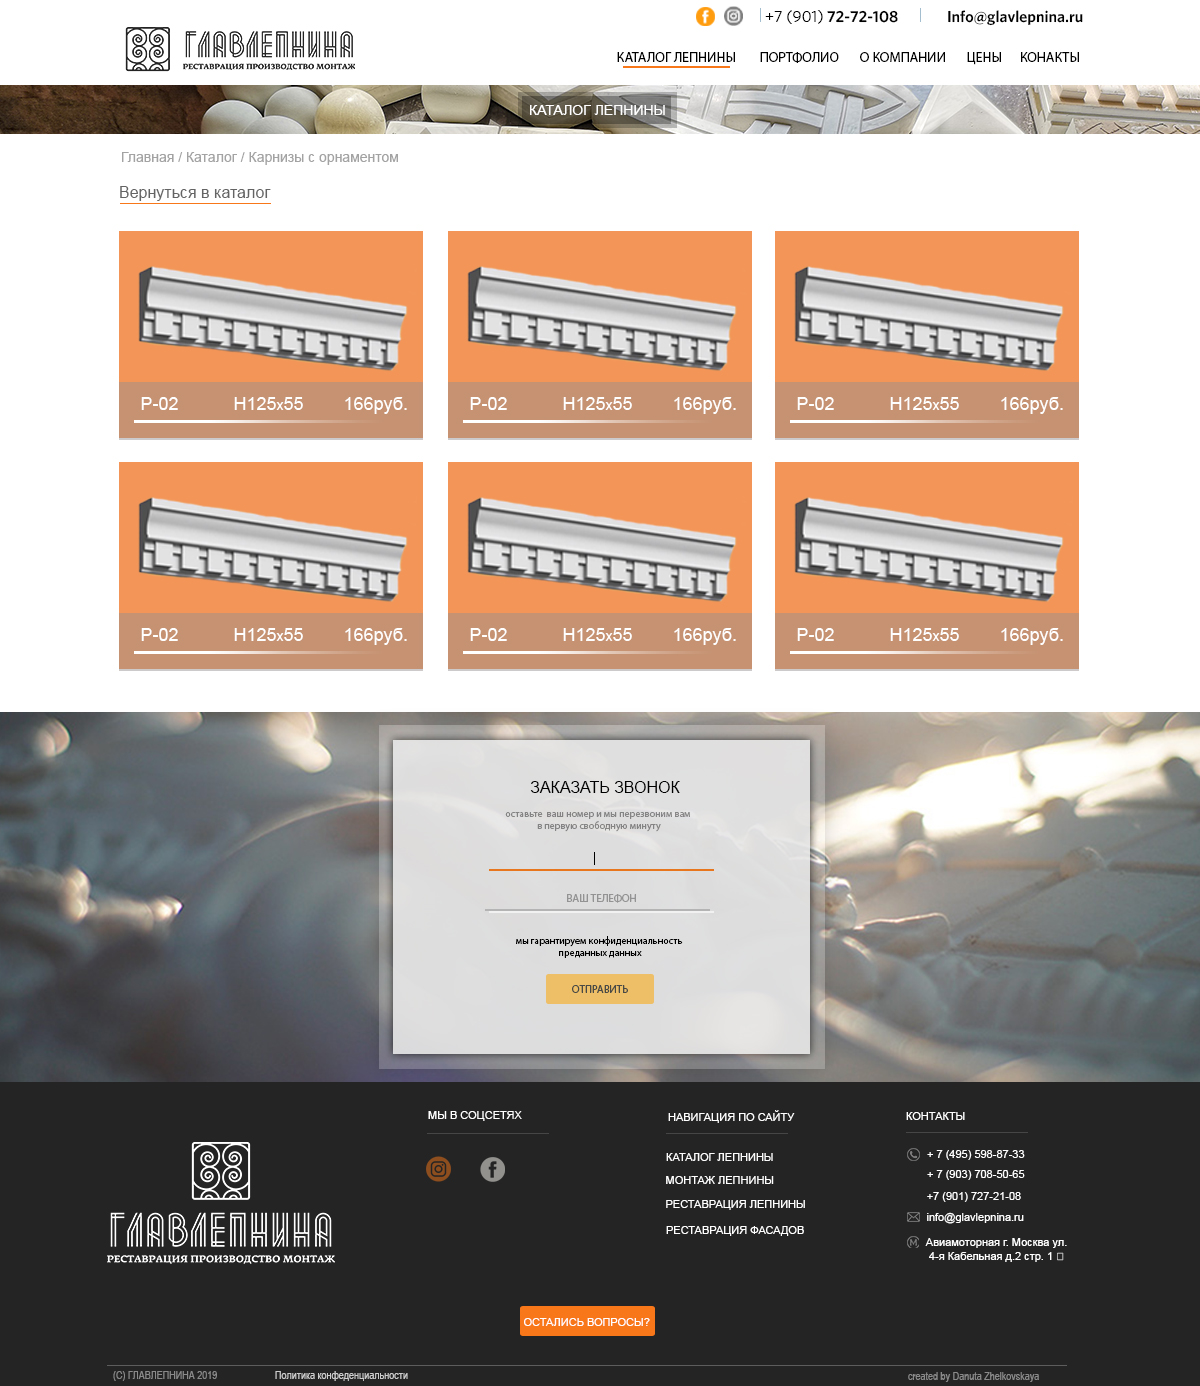 +7 (901) 72-72-108
Info@glavlepnina.ru
ГЛАВЛЕПНИНА
РЕСТАВРАЦИЯ ПРОИЗВОДСТВО МОНТАЖ
КАТАЛОГ ЛЕПНИНЫ ПОРТФОЛИО О КОМПАНИИ ЦЕНЫ КОНАКТЫ
КАТАЛОГ ЛЕПНИНЫ
Главная / Каталог / Карнизы с орнаментом
Вернуться в каталог
Р-02 Н125х55 166руб.
Р-02 Н125х55 166руб.
Р-02 Н125х55 166руб.
Р-02 Н125х55 166руб.
Р-02 Н125х55 166руб.
Р-02 Н125х55 166руб.
ЗАКАЗАТЬ ЗВОНОК
оставьте ваш номер и мы перезвоним вам
в первую свободную минуту
ВАШ ТЕЛЕФОН
мы гарантируем конфиденциальность
преданных данных
ОТПРАВИТЬ
ГЛАВЛЕПНИНА
РЕСТАВРАЦИЯ ПРОИЗВОДСТВО МОНТАЖ
МЫ В СОЦСЕТЯХ
НАВИГАЦИЯ ПО САЙТУ
КАТАЛОГ ЛЕПНИНЫ
МОНТАЖ ЛЕПНИНЫ
РЕСТАВРАЦИЯ ЛЕПНИНЫ
РЕСТАВРАЦИЯ ФАСАДОВ
КОНТАКТЫ
+ 7 (495) 598-87-33
+ 7 (903) 708-50-65
+7 (901) 727-21-08
info@glavlepnina.ru
Авиамоторная г. Москва ул.
4-я Кабельная д.2 стр. 1
ОСТАЛИСЬ ВОПРОСЫ?
(С) ГЛАВЛЕПНИНА 2019
Политика конфеденциальности
created by Danuta Zhelkovskaya